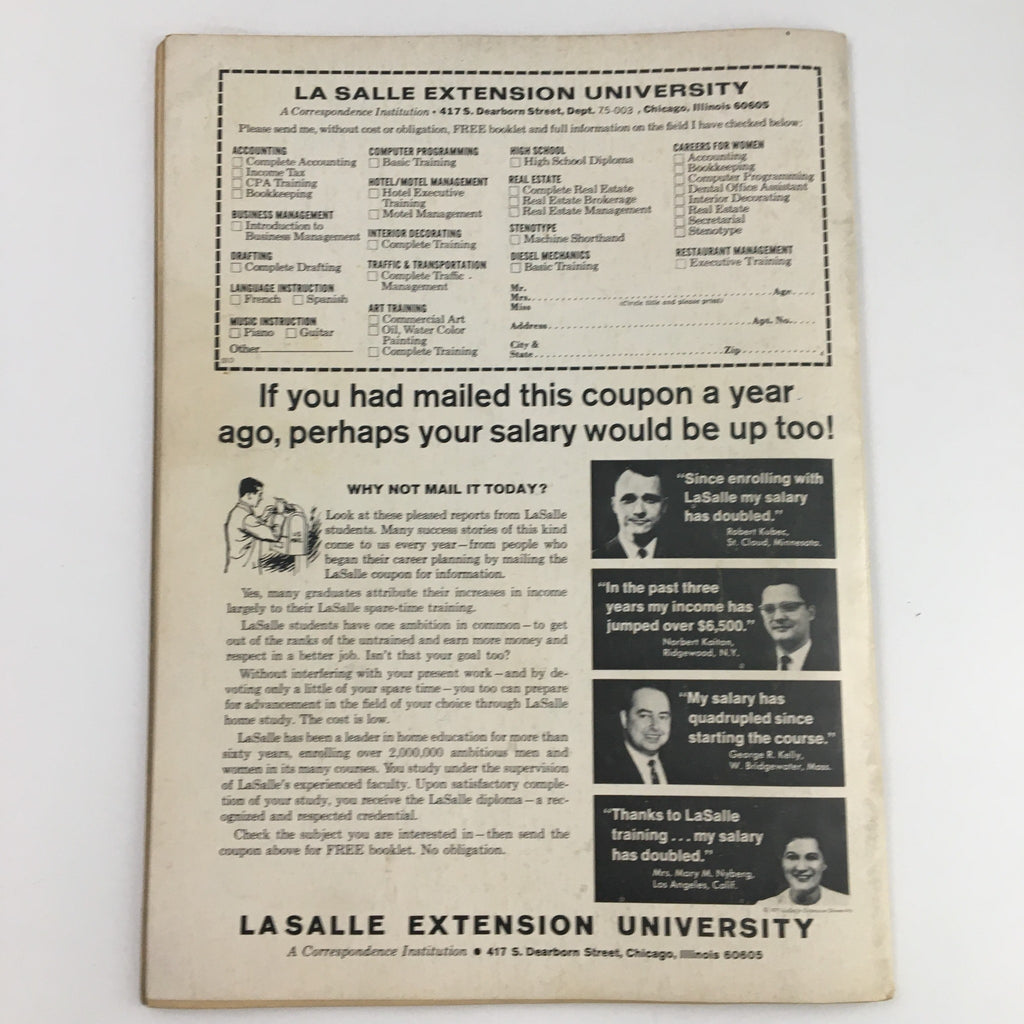 LA SALLE EXTENSION UNIVERSITY
A Correspondence Institution • 417 S. Dearborn Street, Dept. 75-003 , Chicago, Illinois 60605
Please send me, without cost or obligation, FREE booklet and full information on the field I have checked below:
ACCOUNTING
Complete Accounting
Income Tax
CPA Training
Bookkeeping
BUSINESS MANAGEMENT
Introduction to
Business Management
DRAFTING
Complete Drafting
LANGUAGE INSTRUCTION
French Spanish
MUSIC INSTRUCTION
Piano Guitar
Other
COMPUTER PROGRAMMING
Basic Training
HOTEL/MOTEL MANAGEMENT
Hotel Executive
Training
Motel Management
INTERIOR DECORATING
Complete Training
TRAFFIC & TRANSPORTATION
Complete Traffic
Management
ART TRAINING
Commercial Art
Oil, Water Color
Painting
Complete Training
HIGH SCHOOL
High School Diploma
REAL ESTATE
Complete Real Estate
Real Estate Brokerage
Real Estate Management
STENOTYPE
Machine Shorthand
DIESEL MECHANICS
Basic Training
CAREERS FOR WOMEN
Accounting
Bookkeeping
Computer Programming
Dental Office Assistant
Interior Decorating
Real Estate
Secretarial
Stenotype
RESTAURANT MANAGEMENT
Executive Training
Mr.
Mrs. Age
Miss (Circle title and please print)
Address Apt. No.
City &
State Zip
If you had mailed this coupon a year
ago, perhaps your salary would be up too!
WHY NOT MAIL IT TODAY?
Look at these pleased reports from LaSalle
students. Many success stories of this kind
come to us every year—from people who
began their career planning by mailing the
LaSalle coupon for information.
Yes, many graduates attribute their increases in income
largely to their LaSalle spare-time training.
LaSalle students have one ambition in common—to get
out of the ranks of the untrained and earn more money and
respect in a better job. Isn't that your goal too?
Without interfering with your present work—and by de-
voting only a little of your spare time—you too can prepare
for advancement in the field of your choice through LaSalle
home study. The cost is low.
LaSalle has been a leader in home education for more than
sixty years, enrolling over 2,000,000 ambitious men and
women in its many courses. You study under the supervision
of LaSalle's experienced faculty. Upon satisfactory comple-
tion of your study, you receive the LaSalle diploma—a rec-
ognized and respected credential.
Check the subject you are interested in—then send the
coupon above for FREE booklet. No obligation.
"Since enrolling with
LaSalle my salary
has doubled."
Robert Kubec,
St. Cloud, Minnesota.
"In the past three
years my income has
jumped over $6,500."
Norbert Kaiton,
Ridgewood, N.Y.
"My salary has
quadrupled since
starting the course."
George R. Kelly,
W. Bridgewater, Mass.
"Thanks to LaSalle
training...my salary
has doubled."
Mrs. Mary M. Nyberg,
Los Angeles, Calif.
LASALLE EXTENSION UNIVERSITY
A Correspondence Institution • 417 S. Dearborn Street, Chicago, Illinois 60605